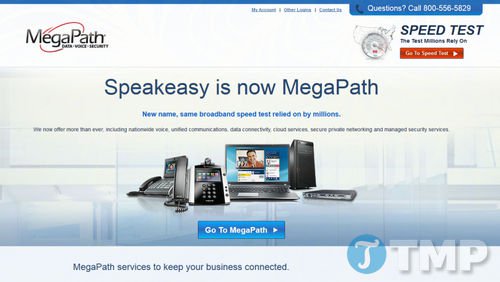 My Account | Other Logins | Contact Us
Questions? Call 800-556-5829
MegaPath
DATA • VOICE • SECURITY
SPEED TEST
The Test Millions Rely On
Go To Speed Test
Speakeasy is now MegaPath
New name, same broadband speed test relied on by millions.
We now offer more than ever, including nationwide voice, unified communications, data connectivity, cloud services, secure private networking and managed security services.
Go To MegaPath
TMP
MegaPath services to keep your business connected.